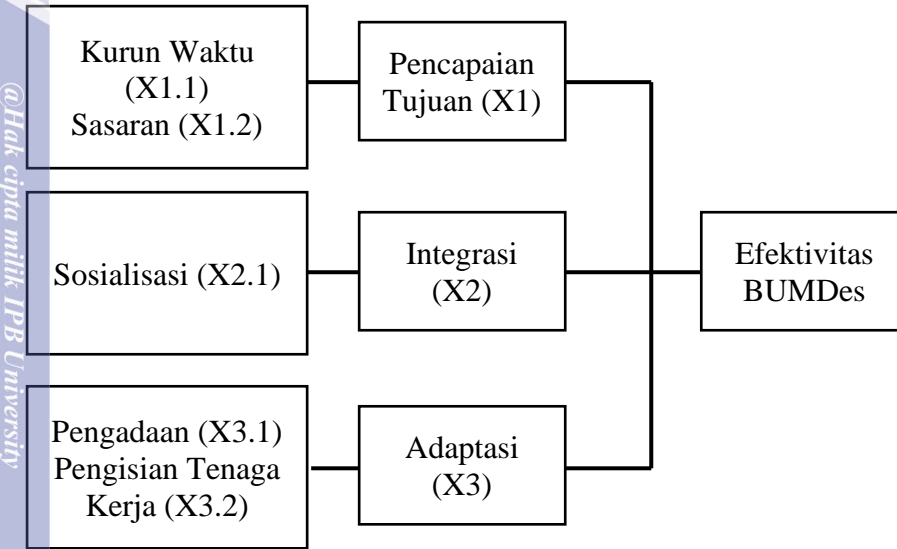 Kurun Waktu
(X1.1)
Sasaran (X1.2)
Pencapaian
Tujuan (X1)
Sosialisasi (X2.1)
Integrasi
(X2)
Efektivitas
BUMDes
Pengadaan (X3.1)
Pengisian Tenaga
Kerja (X3.2)
Adaptasi
(X3)
@Hak cipta milik IPB University